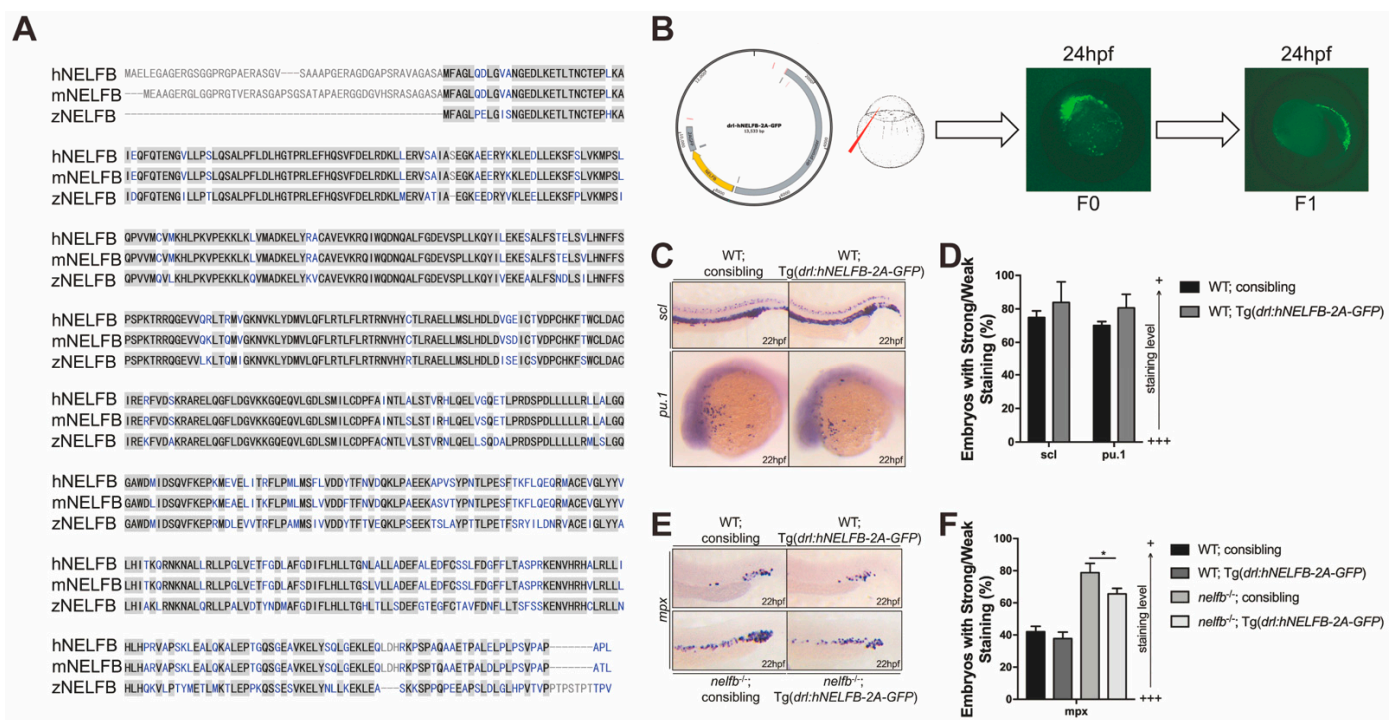 A
hNELFB MAELEGAGERGSGGPRGPAERASGV---SAAAPGERAGDGAPSRAVAGASAMFAGLQDLGVANGEDLKETLTNCTEPLKA
mNELFB ---MEAAGERGLGGPRGTVERASGAPSGSATAPAERGGDGVHSRASAGASAMFAGLQDLGVANGEDLKETLTNCTEPLKA
zNELFB MFAGLPELGISNGEDLKETLTNCTEPHKA
hNELFB IEQFQTENGVLLPSLQSALPFLDLHGTPRLEFHQSVFDELRDKLLERVSAIASEGKAEERYKKLEDLLEKSFSLVKMPSL
mNELFB IEQFQTENGVLLPSLQSALPFLDLHGTPRLEFHQSVFDELRDKLLERVSAIASEGKAEERYKKLEDLLEKSFSLVKMPSL
zNELFB IDQFQTENGILLPTLQSALPFLDLHGTPRLEFHQSVFDELRDKLMERVATIA-EGKEEDRYVKLEELLEKSFPLVKMPSI
hNELFB QPVVMCVMKHLPKVPEKKLKLVMADKELYRACAVEVKRQIWQDNQALFGDEVSPLLKQYILEKESALFSTELSVLHNFFS
mNELFB QPVVMCVMKHLPKVPEKKLKLVMADKELYRACAVEVKRQIWQDNQALFGDEVSPLLKQYILEKESALFSTELSVLHNFFS
zNELFB QPVVMQVLKHLPKVPEKKLKQVMADKELYKVCAVEVKRQIWQDNQALFGDEVSPLLKQYIVEKEAALFSNDLSILHNFFS
hNELFB PSPKTRRQGEVVQRLTRMVGKNVKLYDMVLQFLRTLFLRTRNVHYCTLRAELLMSLHDLDVGEICTVDPCHKFTWCLDAC
mNELFB PSPKTRRQGEVVQKLTQMVGKNVKLYDMVLQFLRTLFLRTRNVHYCTLRAELLMSLHDLDVSDICTVDPCHKFTWCLDAC
zNELFB PSPKTRRQGEVVLKLTQMIGKNVKLYDMVLQFLRTLFLRTRNVHYRTLRAELLMSLHDLDISEICSVDPCHKFSWCLDAC
hNELFB IRERFVDSKRARELQGFLDGVKKGQEQVLGDLSMILCDPFAINTLALSTVRHLQELVGQETLPRDSPDLLLLLRLLALGQ
mNELFB IRERFVDSKRARELQGFLDGVKKGQEQVLGDLSMILCDPFAINTLSLSTIRHLQELVSQETLPRDSPDLLLLLRLLALGQ
zNELFB IREKFVDAKRARELQGFLDGVKKGQEQVLGDLSMILCDPFACNTLVLSTIRNLQELLSQDALPRDSPDLLLLLRMLSLGQ
hNELFB GAWDMIDSQVFKEPKMEVELITRFLPMLMSFLVDDYTFNVDQKLPAEEKAPVSYPNTLPESFTKFLQEQRMACEVGLYYV
mNELFB GAWDLIDSQVFKEPKMEAELITKFLPMLMSLVVDDFTFNVDQKLPAEEKASVTYPNTLPESFTKFLQEQRMACEVGLYYV
zNELFB GAWDMIDSQVFKEPRMDLEVVTRFLPAMMSIVVDDYTFTVEQKLPSEEKTSLAYPTTLPETFSRYILDNRVACEIGLYYA
hNELFB LHITKQRNKNALLRLLPGLVETFGDLAFGDIFLHLLTGNLALLADEFALEDFCSSLFDGFFLTASPRKENVHRHALRLLI
mNELFB LHITKQRNKNALLRLLPGLVETFGDLAFSDIFLHLLTGSLVLLADEFALEDFCSSLFDGFFLTASPRKENVHRHVLRLLL
zNELFB LHIAKLRNKNALQRLLPALVDTYNDMAFGDIFLHLLTGHLTLLSDEFGTEGFCTAVFDNFLLTSFSSKENVHRHCLRLLN
hNELFB HLHPRVAPSKLEALQKALEPTGQSGEAVKELYSQLGEKLEQLDHRKPSPAQAAETPALELPLPSVPAP-------APL
mNELFB HLHARVAPSKLEALQKALEPTGQSGEAVKELYSQLGEKLEQLDHRKPSPAQAAETPALDLPLPSVPAP-------ATL
zNELFB HLHQKVLPTYMETLMKTLEPPKQSSESVKELYNLLKEKLEA---SKKSPPQPEEAPSLDLGLHPVTVPPTPSTPTTPV
B
drl-hNELFB-2A-GFP
24hpf
24hpf
F0
F1
C
WT; consibling
WT; Tg(drl:hNELFB-2A-GFP)
scl
22hpf
22hpf
pu.1
22hpf
22hpf
D
Embryos with Strong/Weak Staining (%)
100
80
60
40
20
0
scl
pu.1
+
staining level
+++
WT; consibling
WT; Tg(drl:hNELFB-2A-GFP)
E
WT; consibling
WT; Tg(drl:hNELFB-2A-GFP)
mpx
22hpf
22hpf
22hpf
22hpf
nelfb-/-; consibling
nelfb-/-; Tg(drl:hNELFB-2A-GFP)
F
Embryos with Strong/Weak Staining (%)
100
80
60
40
20
0
*
mpx
+
staining level
+++
WT; consibling
WT; Tg(drl:hNELFB-2A-GFP)
nelfb-/-; consibling
nelfb-/-; Tg(drl:hNELFB-2A-GFP)